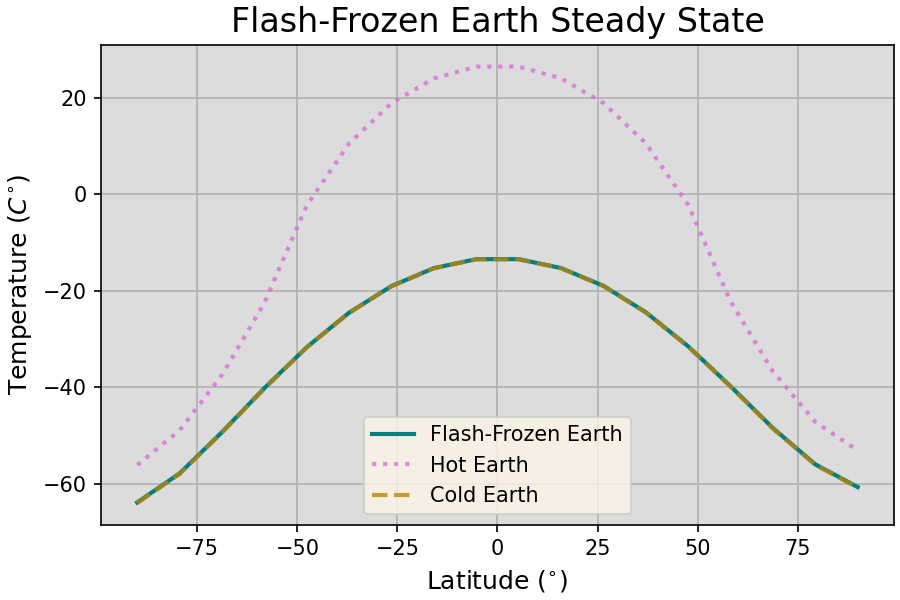 Flash-Frozen Earth Steady State
Temperature (C°)
20
0
−20
−40
−60
Flash-Frozen Earth
Hot Earth
Cold Earth
−75 −50 −25 0 25 50 75
Latitude (°)